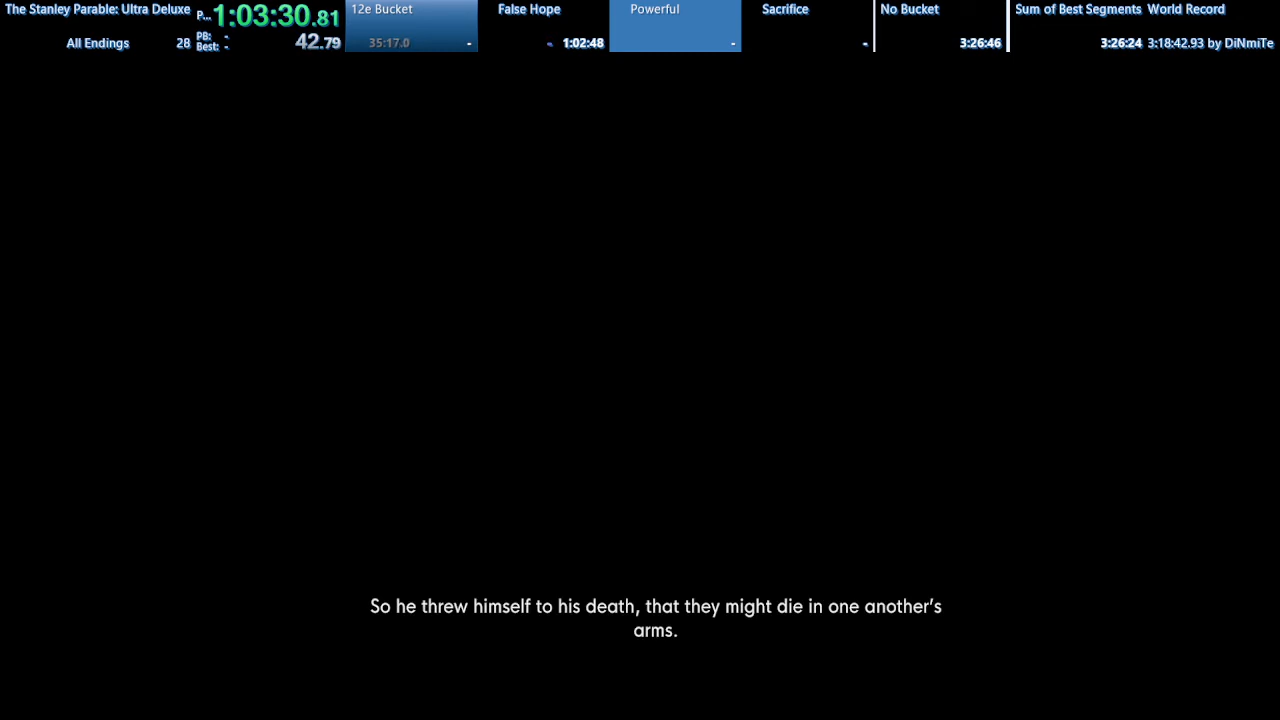 The Stanley Parable: Ultra Deluxe
All Endings 28
P... 1:03:30.81
PB: -
Best: - 42.79
12e Bucket
35:17.0 -
False Hope
- 1:02:48
Powerful
-
Sacrifice
-
No Bucket
3:26:46
Sum of Best Segments World Record
3:26:24 3:18:42.93 by DiNmiTe
So he threw himself to his death, that they might die in one another's
arms.